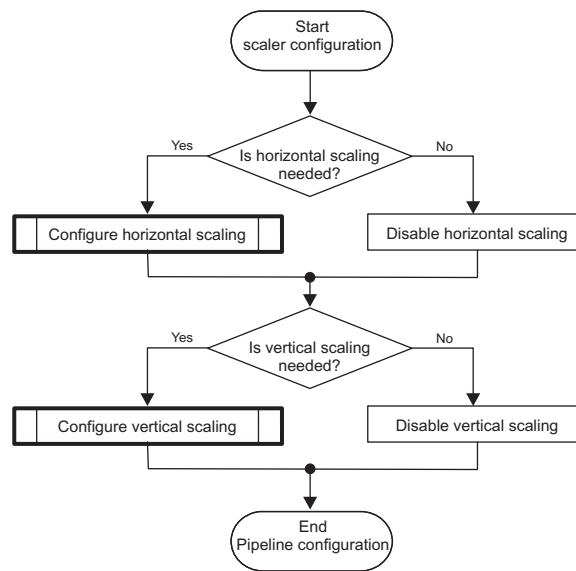 Start
scaler configuration
Is horizontal scaling
needed?
Yes
No
Configure horizontal scaling
Disable horizontal scaling
Is vertical scaling
needed?
Yes
No
Configure vertical scaling
Disable vertical scaling
End
Pipeline configuration